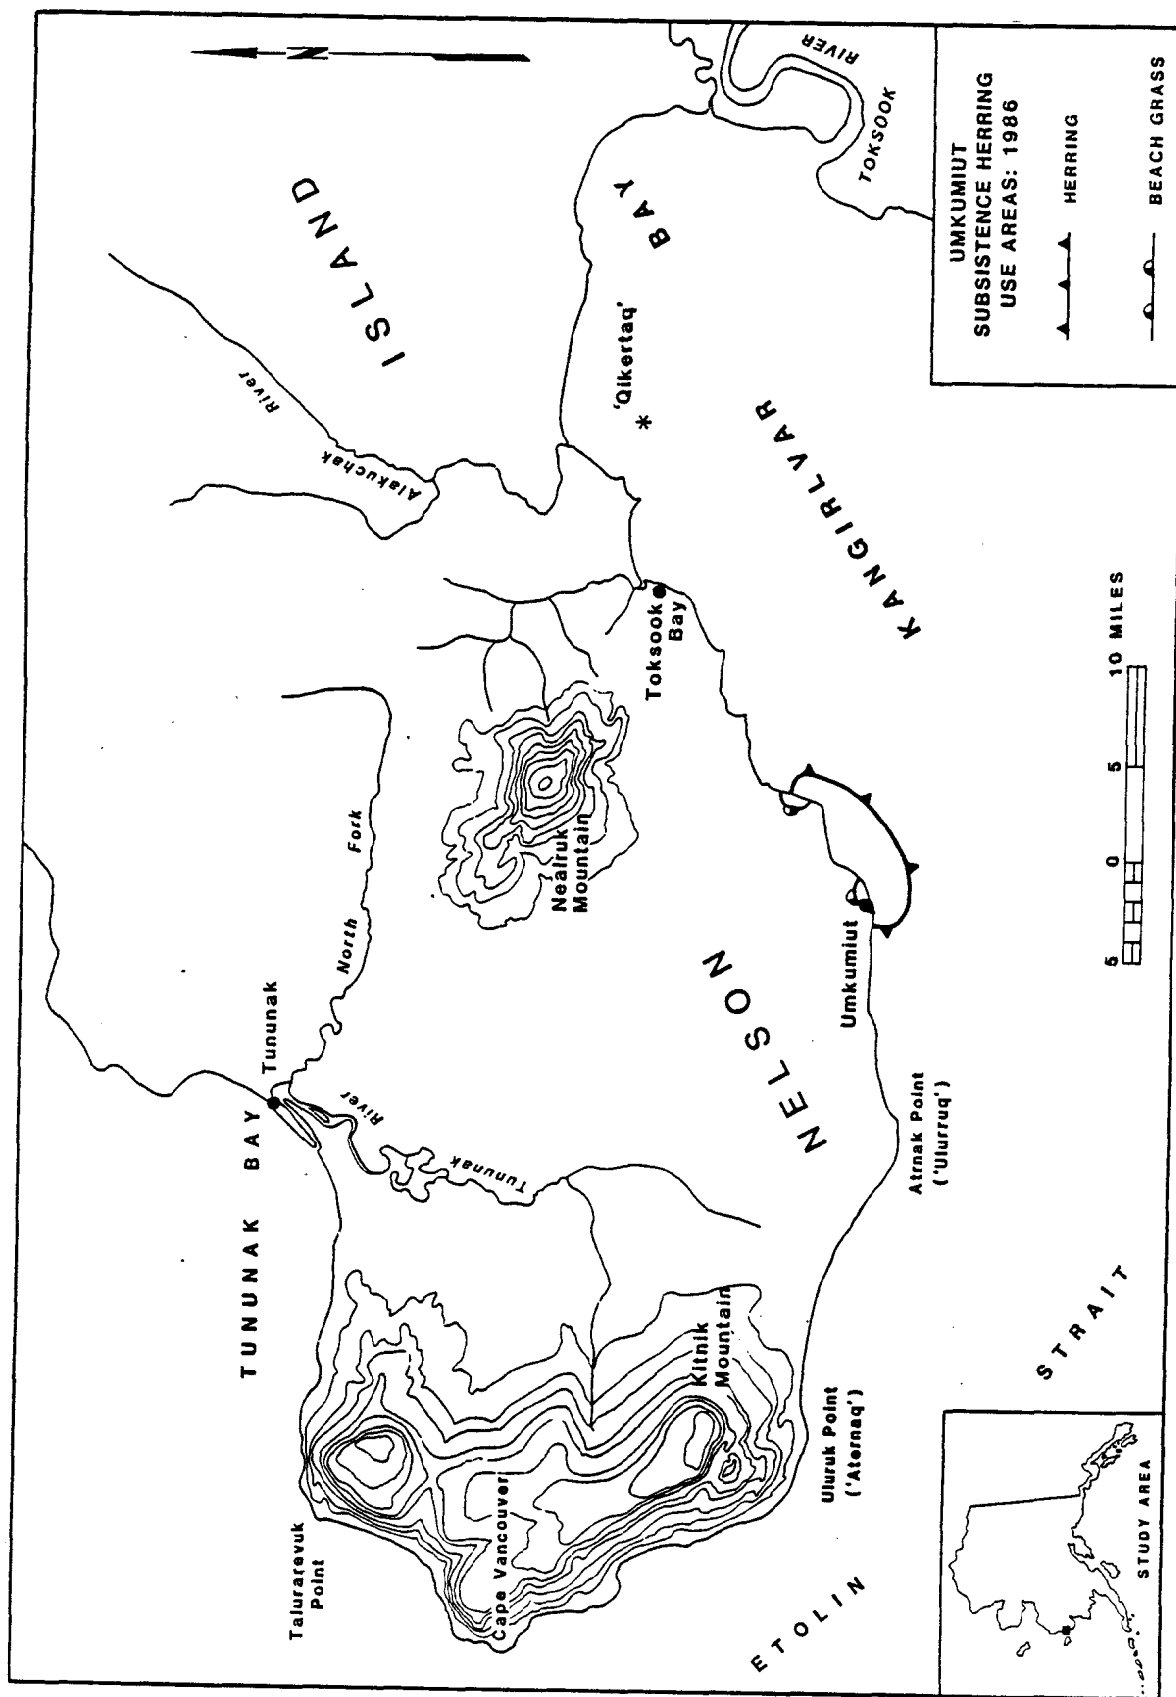 N
ISLAND
RIVER
TOKSOOK
BAY
River
Alakuchak
'Qikertaq'
*
KANGIRLVAR
Toksook
Bay
Nealruk
Mountain
North Fork
Tununak
TUNUNAK BAY
River
Tununak
NELSON
Umkumiut
Atrnak Point
('Ulurruq')
Kitnik
Mountain
Uluruk Point
('Aternaq')
Talurarevuk
Point
Cape Vancouver
ETOLIN
STRAIT
5 0 5 10 MILES
STUDY AREA
UMKUMIUT
SUBSISTENCE HERRING
USE AREAS: 1986
HERRING
BEACH GRASS